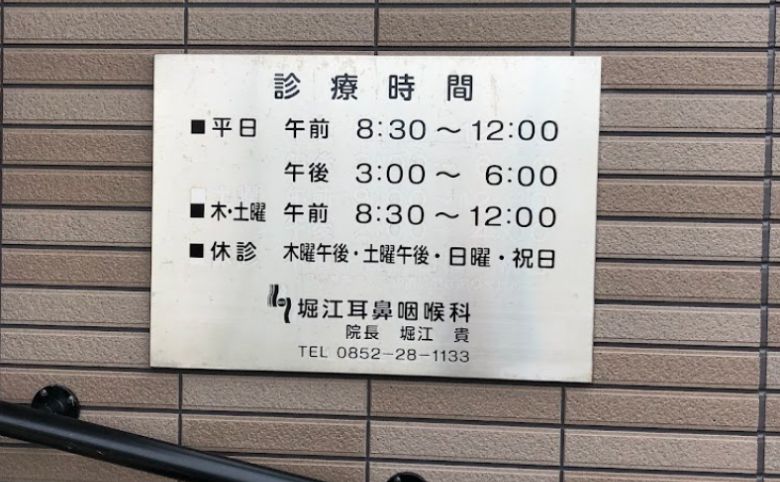 診療時間
■平日 午前 8:30～12:00
午後 3:00～ 6:00
■木・土曜 午前 8:30～12:00
■休診 木曜午後・土曜午後・日曜・祝日
堀江耳鼻咽喉科
院長 堀江 貴
TEL 0852-28-1133